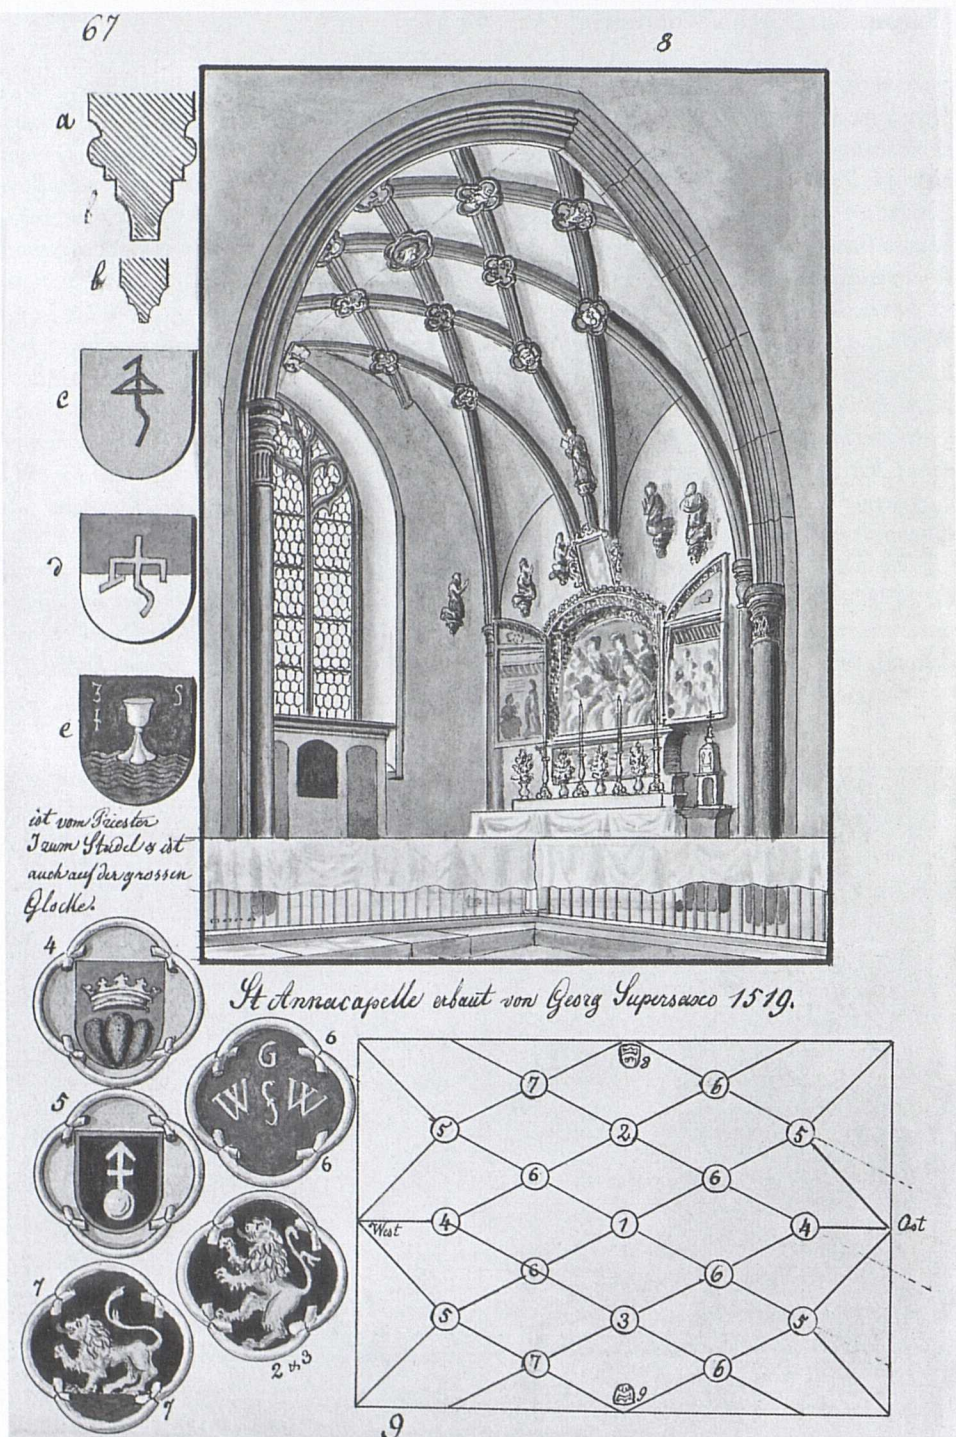 67
8
a
b
c
d
e
J S
ist vom Priester
J zum Stadel & ist
auch auf der grossen
Glocke.
St Annacapelle erbaut von Georg Supersaxo 1519.
4
6
G
W S W
6
5
2 & 3
7
7
8
7 6
5 2 5
6 6
West 4 1 4 Ost
6 6
5 3 5
7 6
9
9